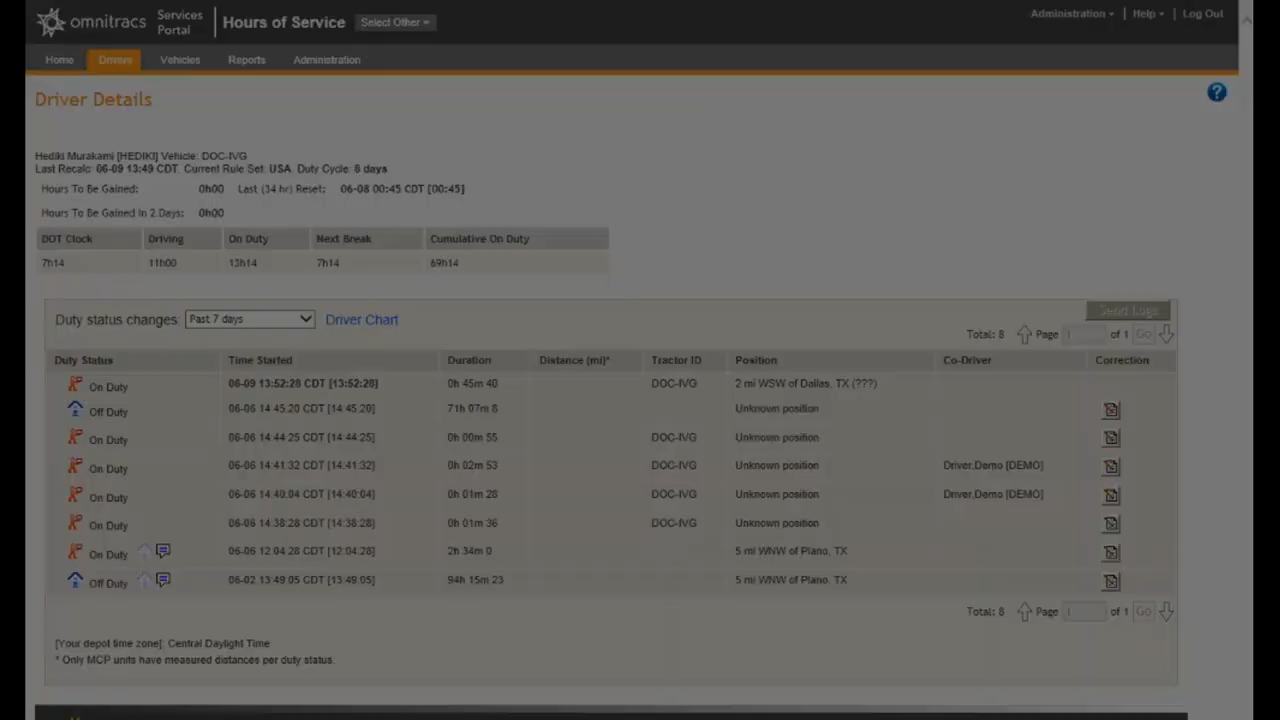 omnitracs Services Portal Hours of Service Select Other Administration Help Log Out
Home Drivers Vehicles Reports Administration
Driver Details
Hediki Murakami [HEDIKI] Vehicle: DOC-IVG
Last Recalc: 06-09 13:49 CDT. Current Rule Set: USA Duty Cycle: 8 days
Hours To Be Gained: 0h00 Last (34 hr) Reset: 06-08 00:45 CDT [00:45]
Hours To Be Gained In 2 Days: 0h00
DOT Clock Driving On Duty Next Break Cumulative On Duty
7h14 11h00 13h14 7h14 69h14
Send Logs
Duty status changes: Past 7 days Driver Chart
Total: 8 Page 1 of 1 Go
Duty Status Time Started Duration Distance (mi)* Tractor ID Position Co-Driver Correction
On Duty 06-09 13:52:28 CDT [13:52:28] 0h 45m 40 DOC-IVG 2 mi WSW of Dallas, TX (???)
Off Duty 06-06 14:45:20 CDT [14:45:20] 71h 07m 8 Unknown position
On Duty 06-06 14:44:25 CDT [14:44:25] 0h 00m 55 DOC-IVG Unknown position
On Duty 06-06 14:41:32 CDT [14:41:32] 0h 02m 53 DOC-IVG Unknown position Driver,Demo [DEMO]
On Duty 06-06 14:40:04 CDT [14:40:04] 0h 01m 28 DOC-IVG Unknown position Driver,Demo [DEMO]
On Duty 06-06 14:38:28 CDT [14:38:28] 0h 01m 36 DOC-IVG Unknown position
On Duty 06-06 12:04:28 CDT [12:04:28] 2h 34m 0 5 mi WNW of Plano, TX
Off Duty 06-02 13:49:05 CDT [13:49:05] 94h 15m 23 5 mi WNW of Plano, TX
Total: 8 Page 1 of 1 Go
[Your depot time zone]: Central Daylight Time
* Only MCP units have measured distances per duty status.